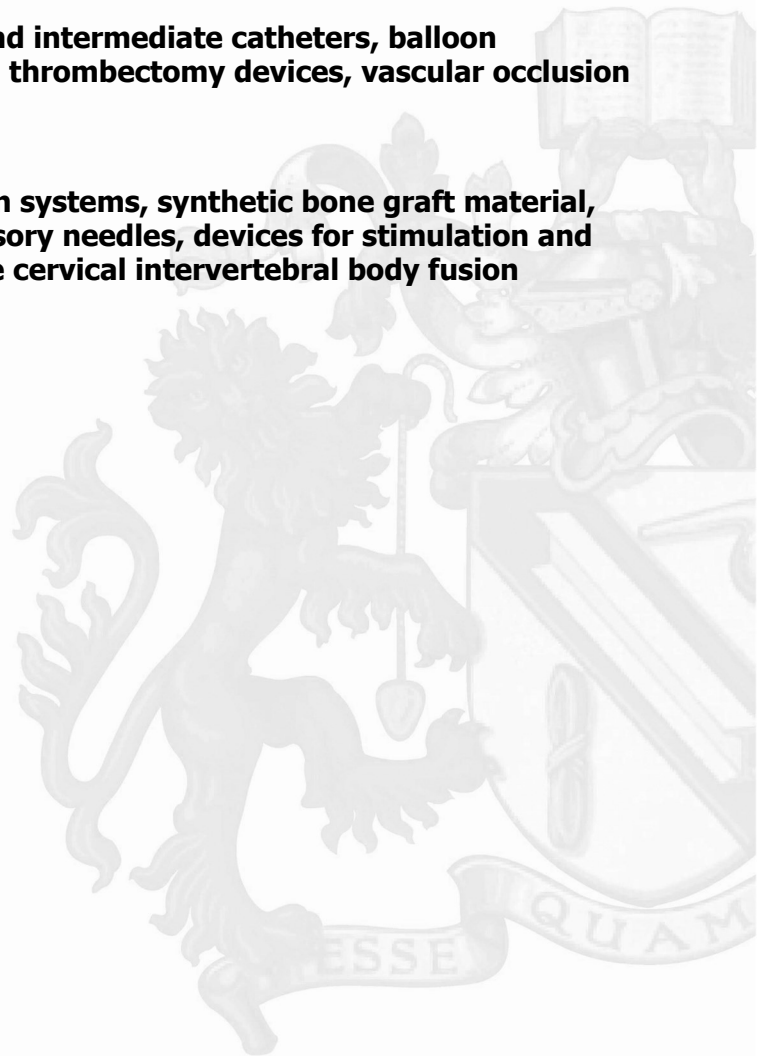 nd intermediate catheters, balloon
thrombectomy devices, vascular occlusion
n systems, synthetic bone graft material,
sory needles, devices for stimulation and
e cervical intervertebral body fusion
ESSE QUAM